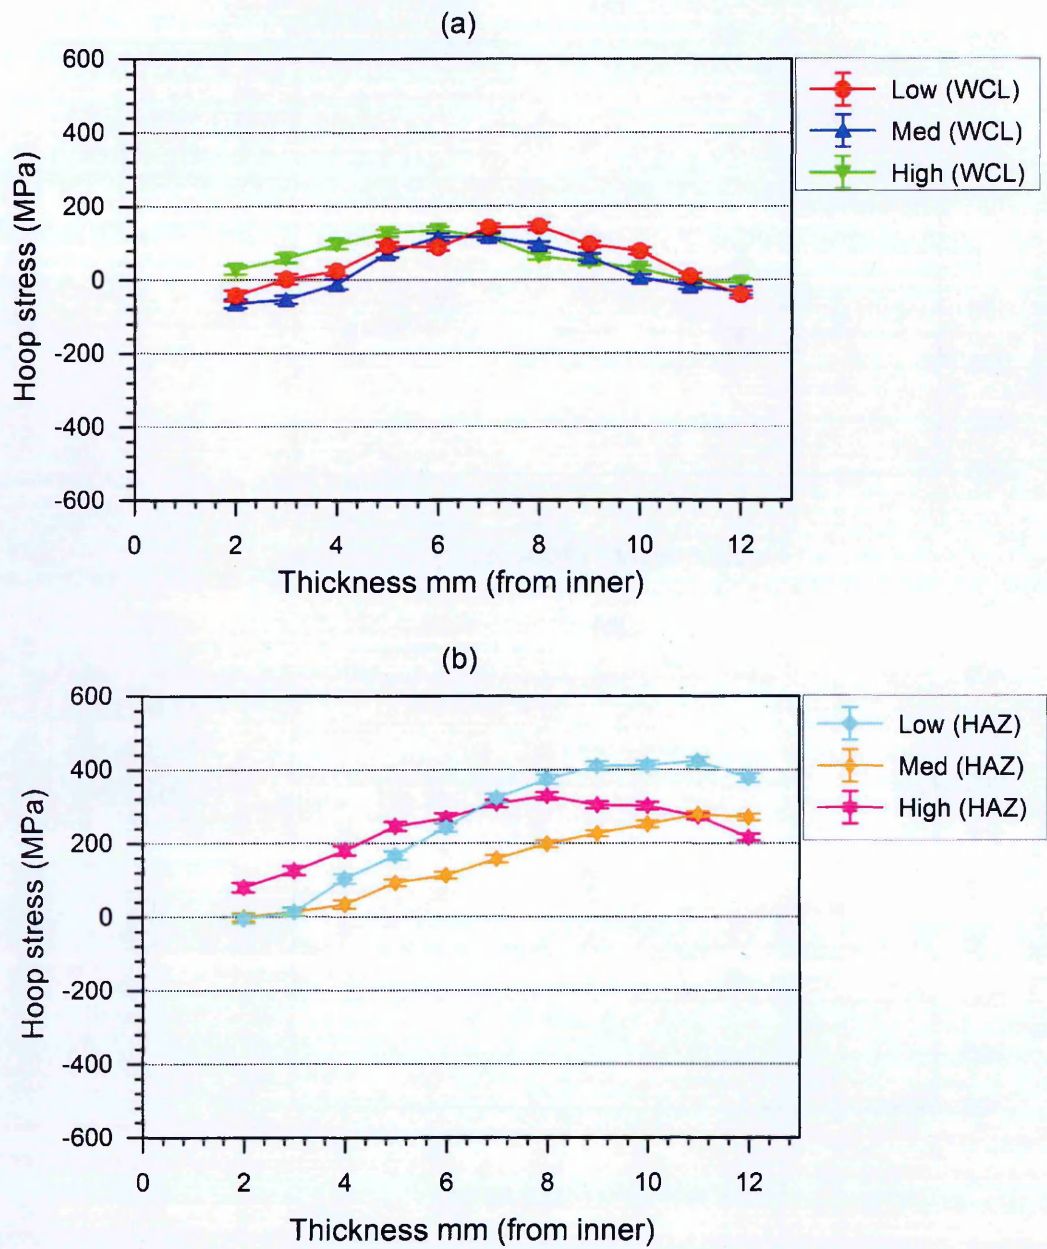 (a)
600
400
200
0
-200
-400
-600
Hoop stress (MPa)
0 2 4 6 8 10 12
Thickness mm (from inner)
Low (WCL)
Med (WCL)
High (WCL)
(b)
600
400
200
0
-200
-400
-600
Hoop stress (MPa)
0 2 4 6 8 10 12
Thickness mm (from inner)
Low (HAZ)
Med (HAZ)
High (HAZ)